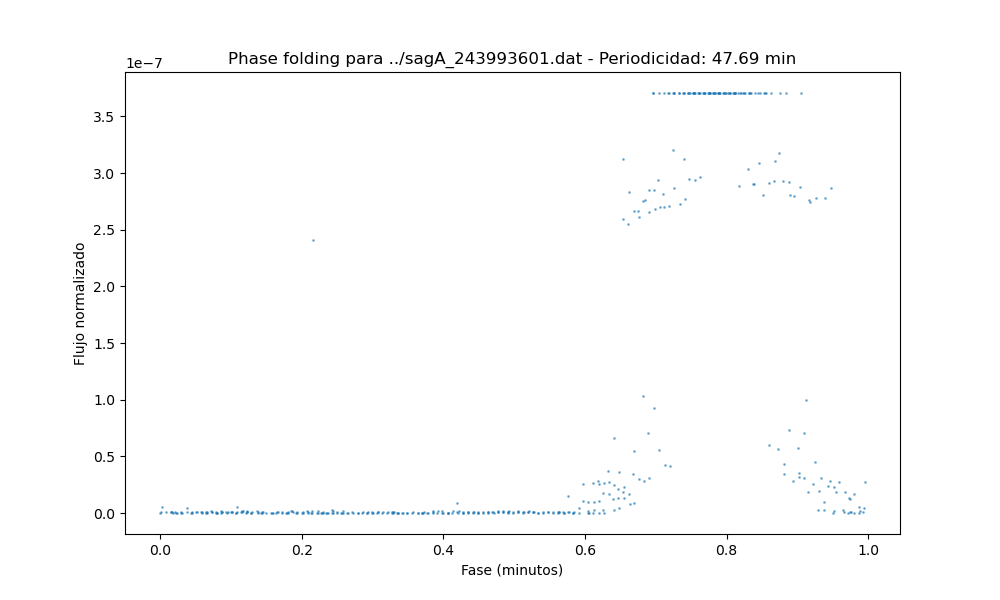 Phase folding para ../sagA_243993601.dat - Periodicidad: 47.69 min
1e−7
3.5
3.0
2.5
2.0
1.5
1.0
0.5
0.0
Flujo normalizado
0.0 0.2 0.4 0.6 0.8 1.0
Fase (minutos)